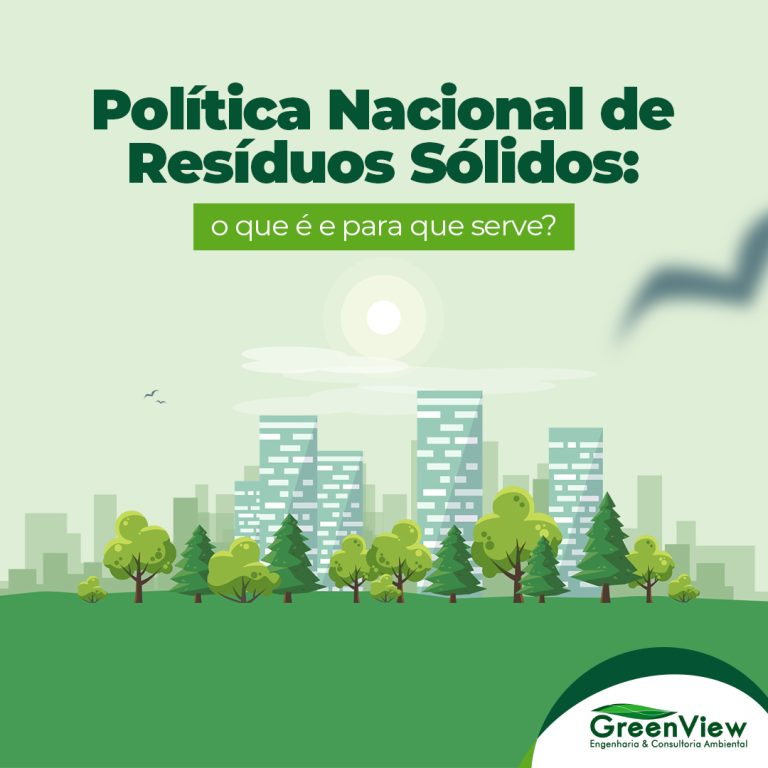 Política Nacional de
Resíduos Sólidos:
o que é e para que serve?
GreenView
Engenharia & Consultoria Ambiental